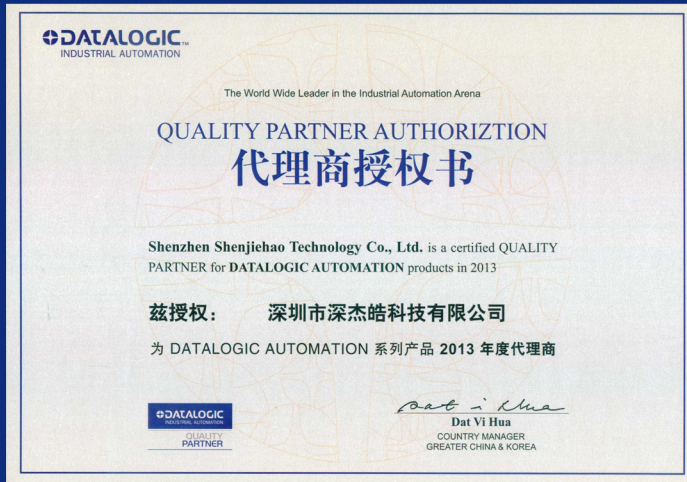 DATALOGIC™
INDUSTRIAL AUTOMATION
The World Wide Leader in the Industrial Automation Arena
QUALITY PARTNER AUTHORIZTION
代理商授权书
Shenzhen Shenjiehao Technology Co., Ltd. is a certified QUALITY
PARTNER for DATALOGIC AUTOMATION products in 2013
兹授权： 深圳市深杰皓科技有限公司
为 DATALOGIC AUTOMATION 系列产品 2013 年度代理商
DATALOGIC
INDUSTRIAL AUTOMATION
QUALITY
PARTNER
Dat i Hua
Dat Vi Hua
COUNTRY MANAGER
GREATER CHINA & KOREA